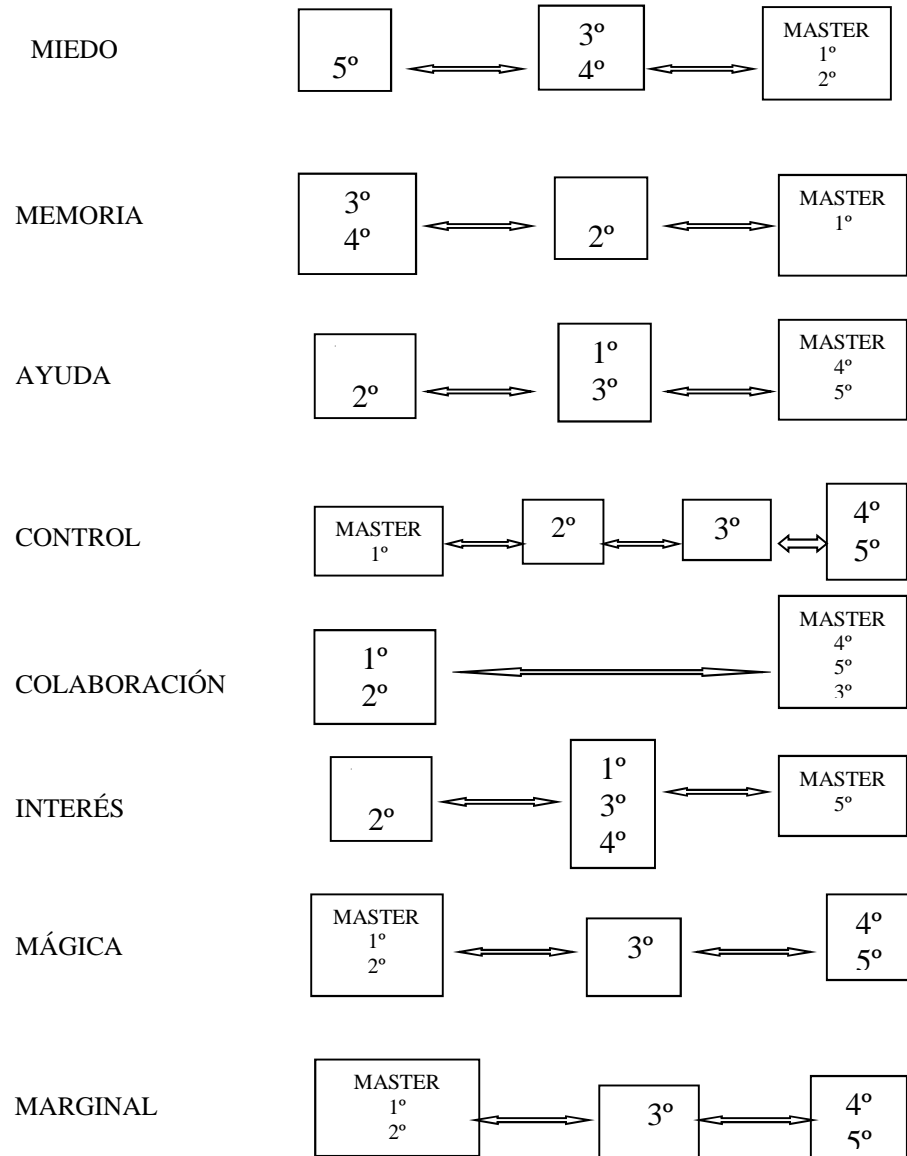 MIEDO
5º
3º
4º
MASTER
1º
2º
MEMORIA
3º
4º
2º
MASTER
1º
AYUDA
2º
1º
3º
MASTER
4º
5º
CONTROL
MASTER
1º
2º
3º
4º
5º
COLABORACIÓN
1º
2º
MASTER
4º
5º
3º
INTERÉS
2º
1º
3º
4º
MASTER
5º
MÁGICA
MASTER
1º
2º
3º
4º
5º
MARGINAL
MASTER
1º
2º
3º
4º
5º